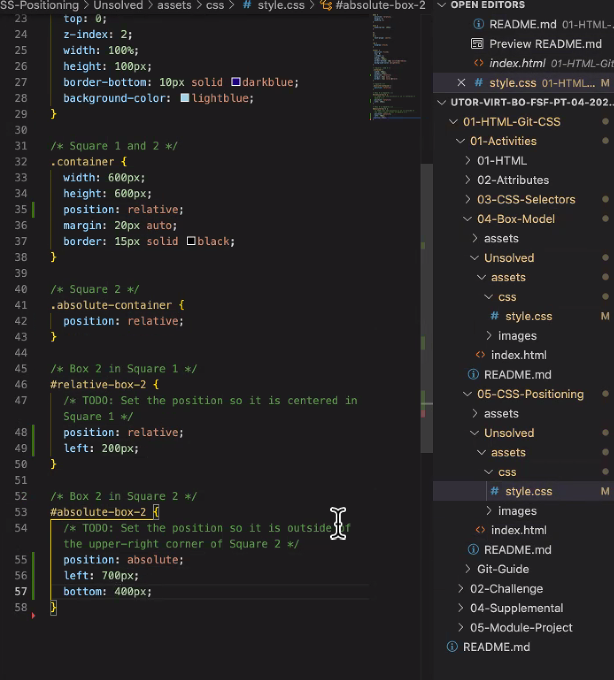 SS-Positioning > Unsolved > assets > css > # style.css > #absolute-box-2
23 top: 0;
24 z-index: 2;
25 width: 100%;
26 height: 100px;
27 border-bottom: 10px solid darkblue;
28 background-color: lightblue;
29 }
30
31 /* Square 1 and 2 */
32 .container {
33 width: 600px;
34 height: 600px;
35 position: relative;
36 margin: 20px auto;
37 border: 15px solid black;
38 }
39
40 /* Square 2 */
41 .absolute-container {
42 position: relative;
43 }
44
45 /* Box 2 in Square 1 */
46 #relative-box-2 {
47 /* TODO: Set the position so it is centered in
Square 1 */
48 position: relative;
49 left: 200px;
50 }
51
52 /* Box 2 in Square 2 */
53 #absolute-box-2 {
54 /* TODO: Set the position so it is outside of
the upper-right corner of Square 2 */
55 position: absolute;
56 left: 700px;
57 bottom: 400px;
58 }
OPEN EDITORS
README.md 01-HTML-
Preview README.md
index.html 01-HTML-Git
# style.css 01-HTML... M
UTOR-VIRT-BO-FSF-PT-04-202...
01-HTML-Git-CSS
01-Activities
01-HTML
02-Attributes
03-CSS-Selectors
04-Box-Model
assets
Unsolved
assets
css
# style.css M
images
index.html
README.md
05-CSS-Positioning
assets
Unsolved
assets
css
# style.css M
images
index.html
README.md
Git-Guide
02-Challenge
04-Supplemental
05-Module-Project
README.md